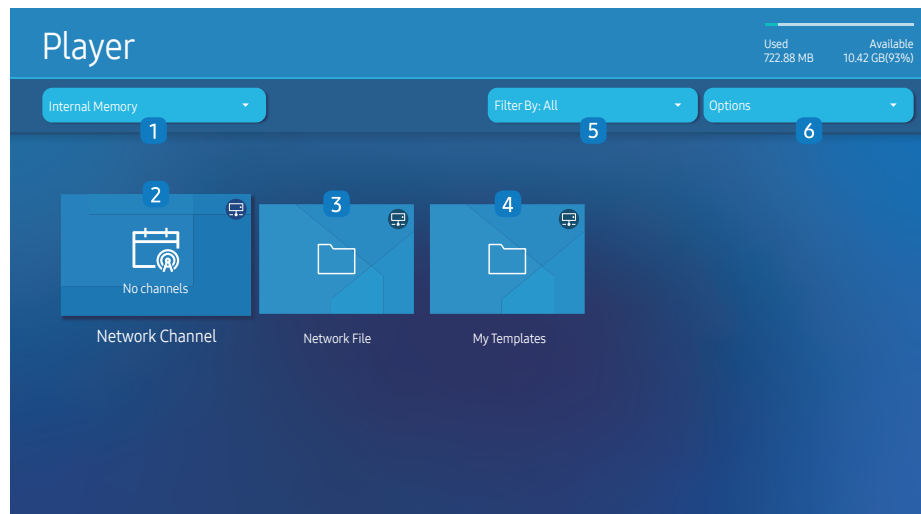 Player
Used Available
722.88 MB 10.42 GB(93%)
Internal Memory
Filter By: All
Options
1
5
6
2
3
4
No channels
Network Channel
Network File
My Templates